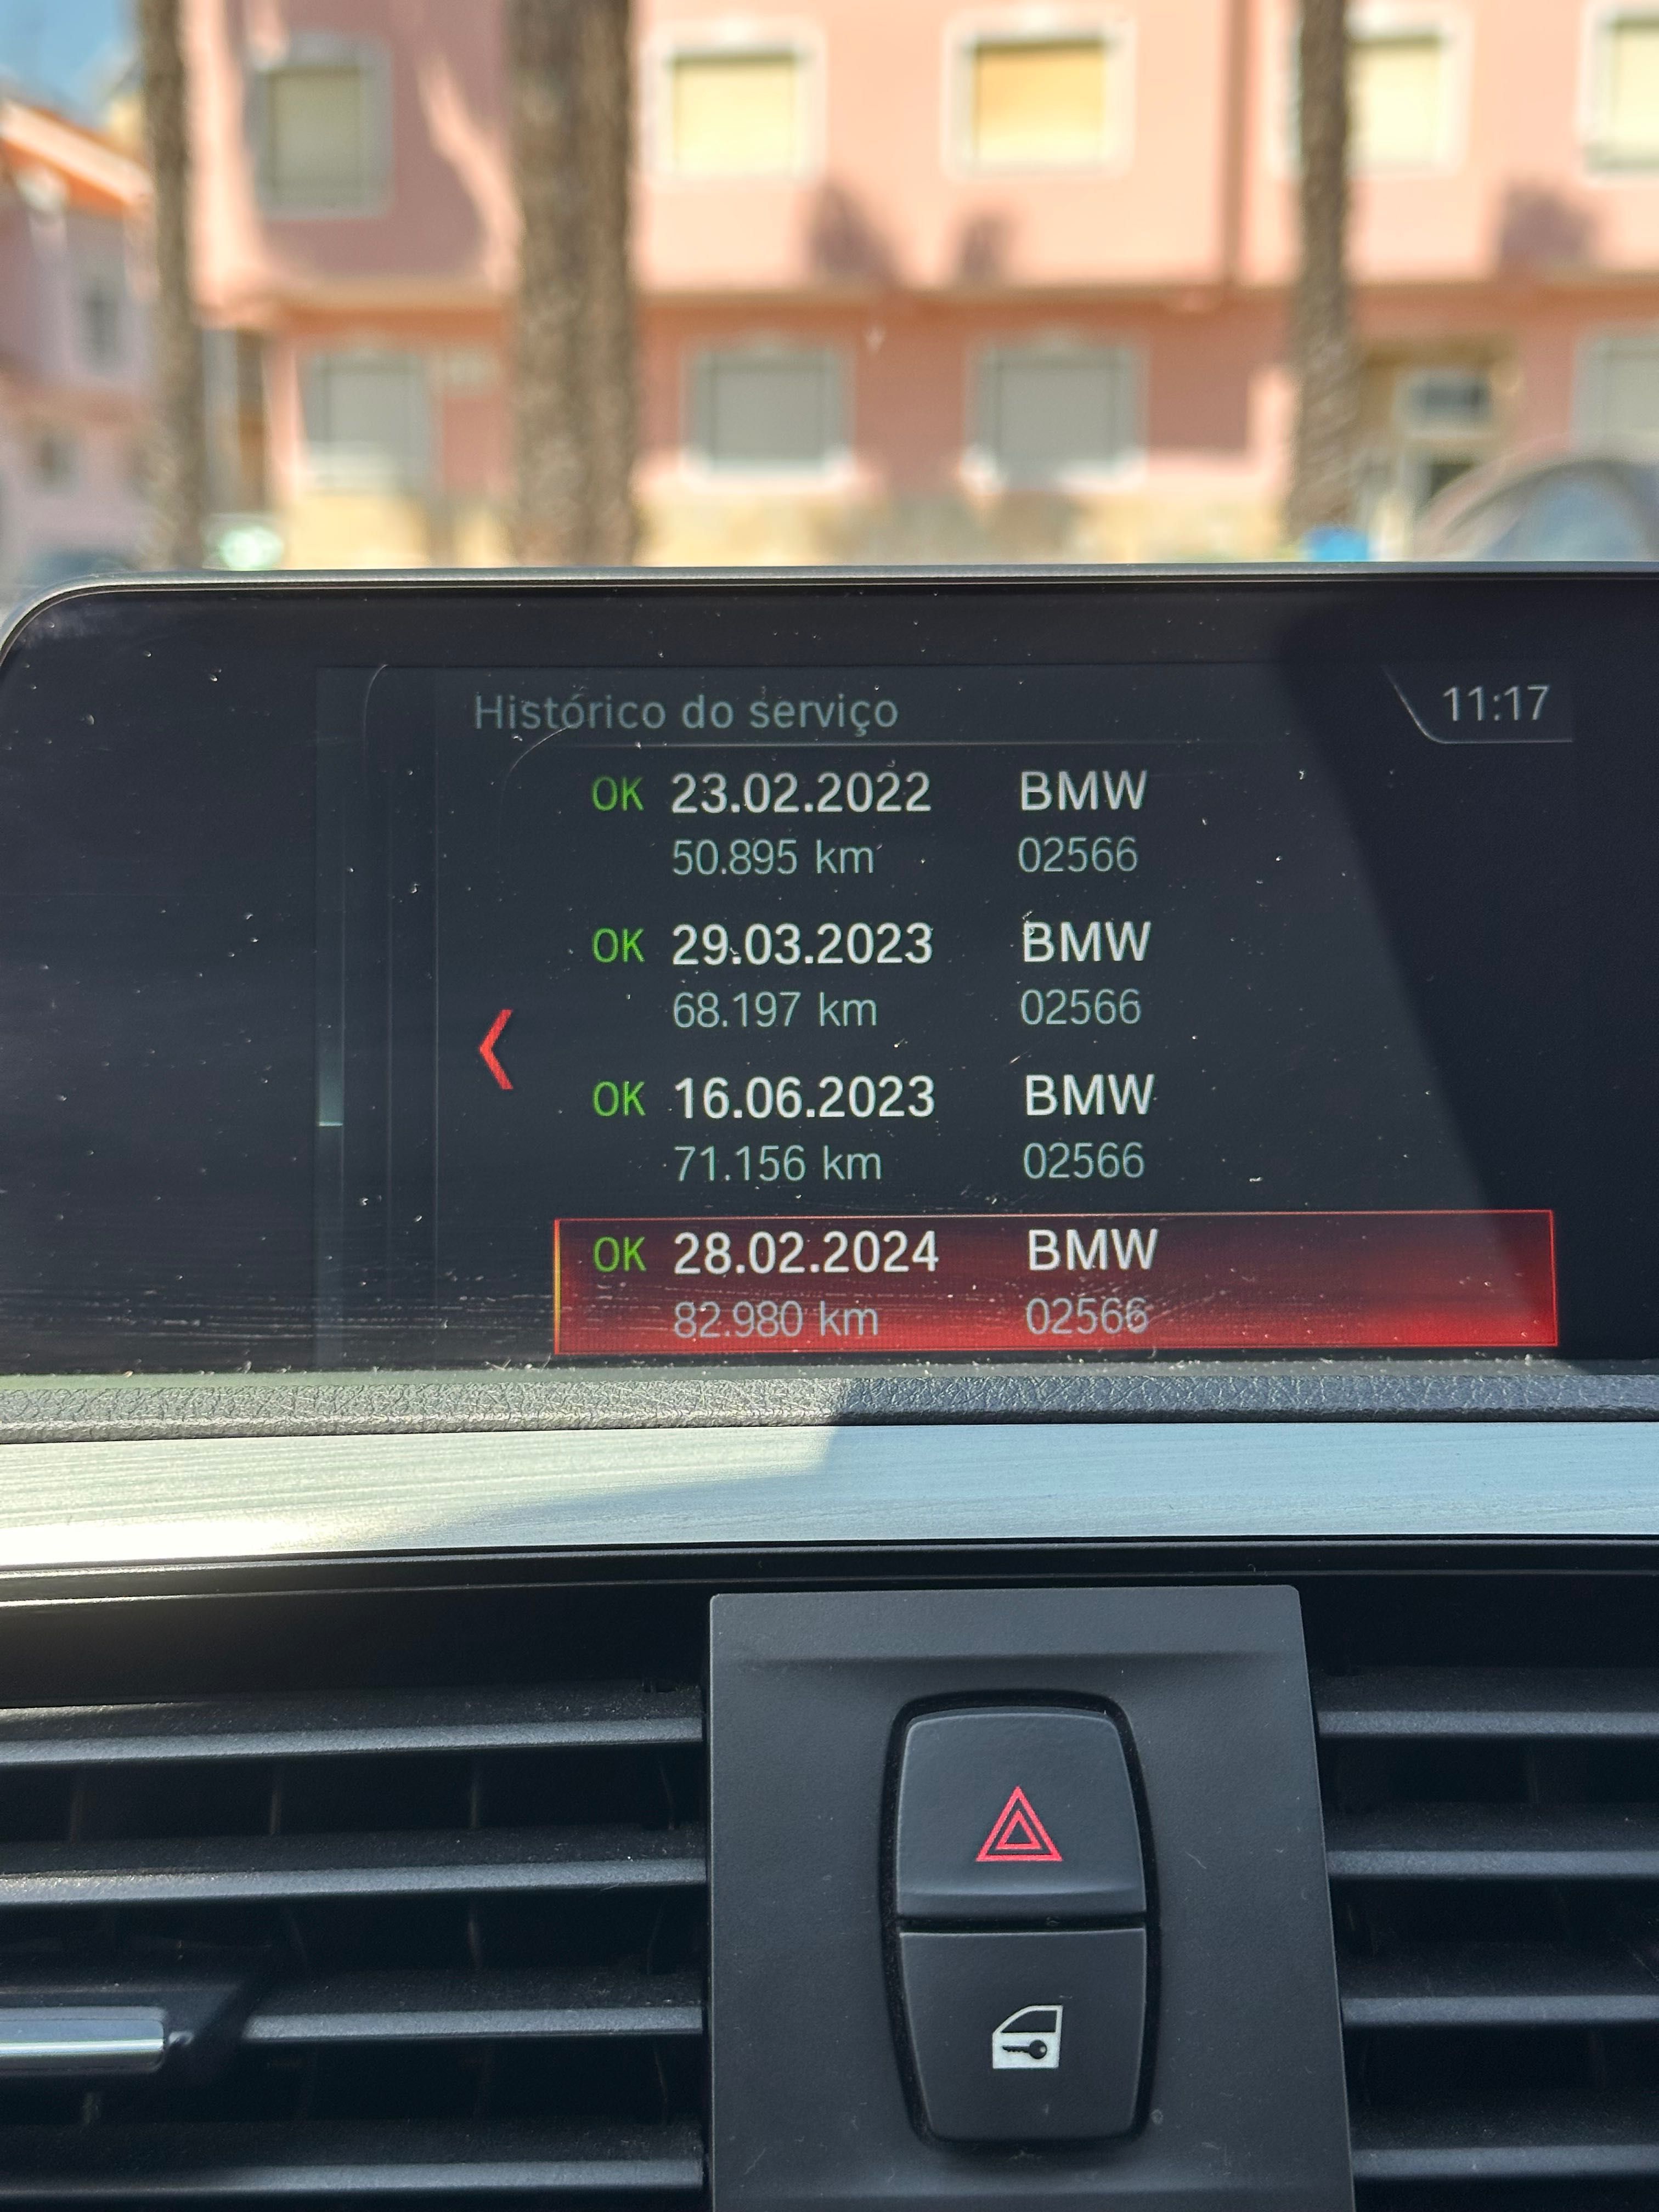 Histórico do serviço
11:17
OK 23.02.2022 BMW
50.895 km 02566
OK 29.03.2023 BMW
68.197 km 02566
OK 16.06.2023 BMW
71.156 km 02566
OK 28.02.2024 BMW
82.980 km 02566